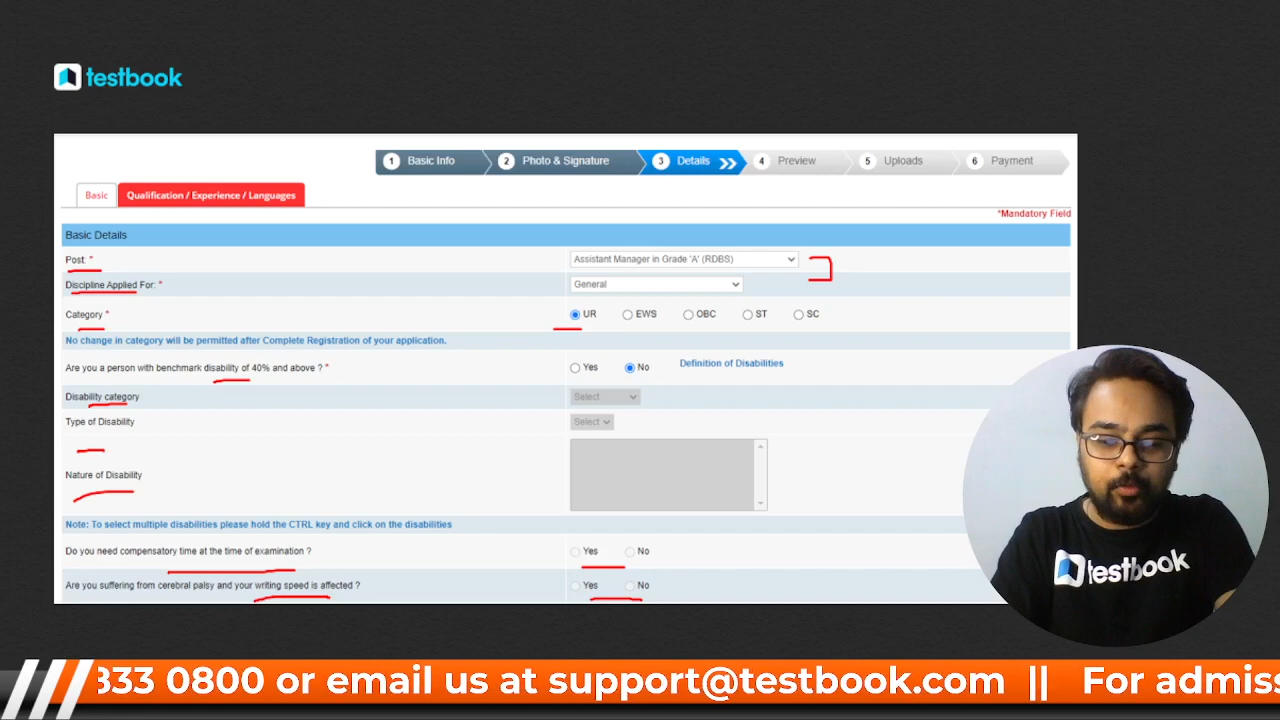 testbook
1 Basic Info 2 Photo & Signature 3 Details 4 Preview 5 Uploads 6 Payment
Basic Qualification / Experience / Languages
*Mandatory Field
Basic Details
Post: * Assistant Manager in Grade 'A' (RDBS)
Discipline Applied For: * General
Category * UR EWS OBC ST SC
No change in category will be permitted after Complete Registration of your application.
Are you a person with benchmark disability of 40% and above ? * Yes No Definition of Disabilities
Disability category Select
Type of Disability Select
Nature of Disability
Note: To select multiple disabilities please hold the CTRL key and click on the disabilities
Do you need compensatory time at the time of examination ? Yes No
Are you suffering from cerebral palsy and your writing speed is affected ? Yes No
testbook
333 0800 or email us at support@testbook.com || For admiss